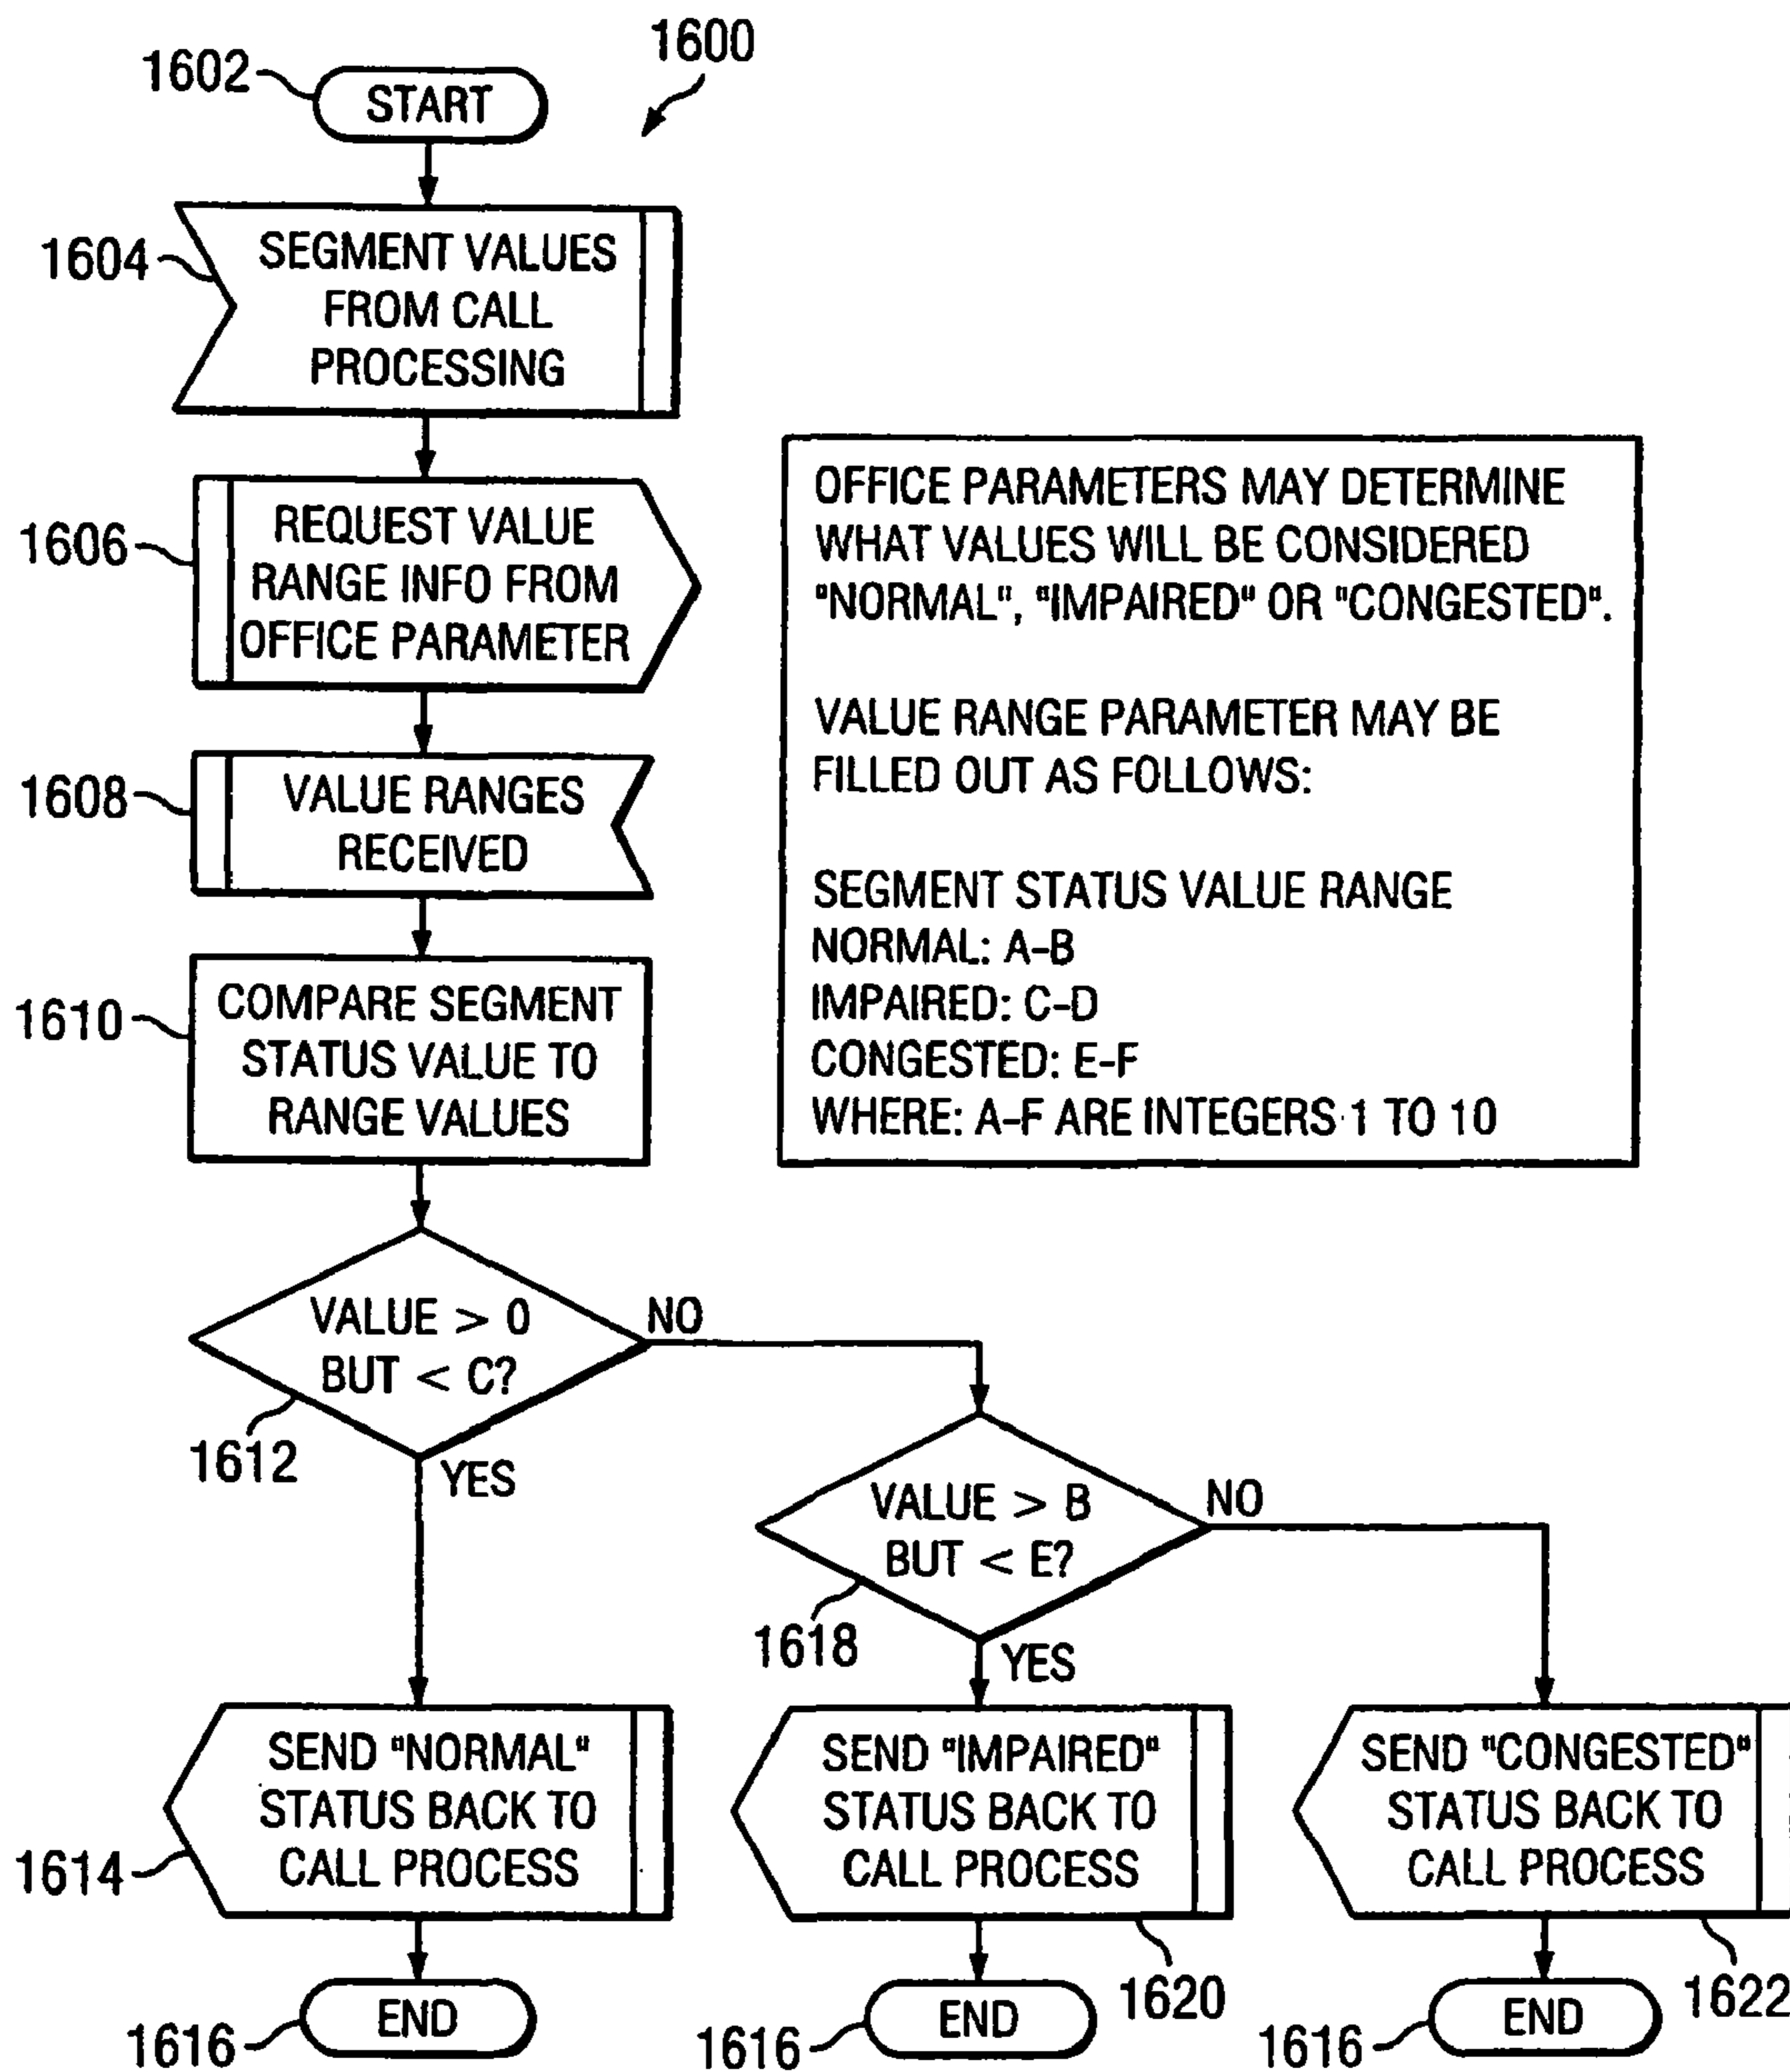 1600
1602
START
1604
SEGMENT VALUES
FROM CALL
PROCESSING
1606
REQUEST VALUE
RANGE INFO FROM
OFFICE PARAMETER
1608
VALUE RANGES
RECEIVED
1610
COMPARE SEGMENT
STATUS VALUE TO
RANGE VALUES
OFFICE PARAMETERS MAY DETERMINE
WHAT VALUES WILL BE CONSIDERED
"NORMAL", "IMPAIRED" OR "CONGESTED".
VALUE RANGE PARAMETER MAY BE
FILLED OUT AS FOLLOWS:
SEGMENT STATUS VALUE RANGE
NORMAL: A-B
IMPAIRED: C-D
CONGESTED: E-F
WHERE: A-F ARE INTEGERS 1 TO 10
VALUE > 0
BUT < C?
NO
1612
YES
VALUE > B
BUT < E?
NO
1618
YES
SEND "NORMAL"
STATUS BACK TO
CALL PROCESS
1614
SEND "IMPAIRED"
STATUS BACK TO
CALL PROCESS
1620
SEND "CONGESTED"
STATUS BACK TO
CALL PROCESS
1622
END
1616
END
1616
END
1616